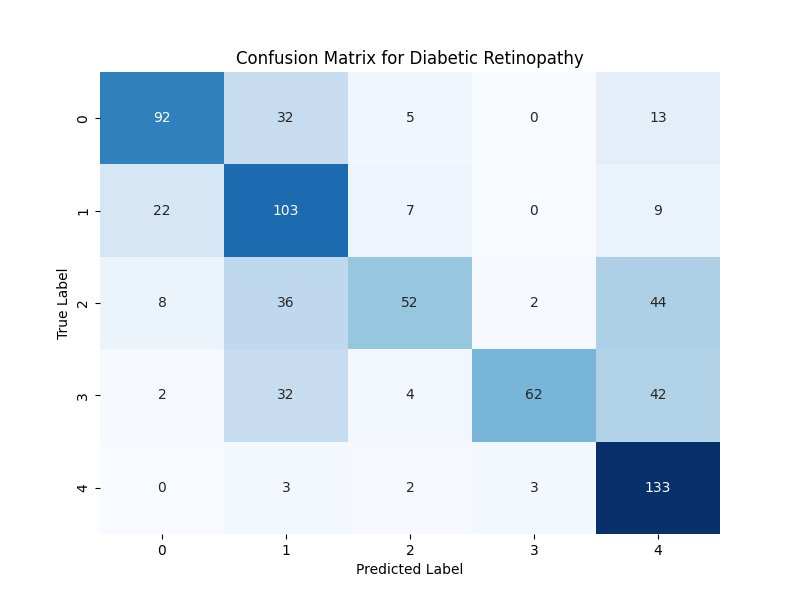 Confusion Matrix for Diabetic Retinopathy
True Label
0 92 32 5 0 13
1 22 103 7 0 9
2 8 36 52 2 44
3 2 32 4 62 42
4 0 3 2 3 133
0 1 2 3 4
Predicted Label